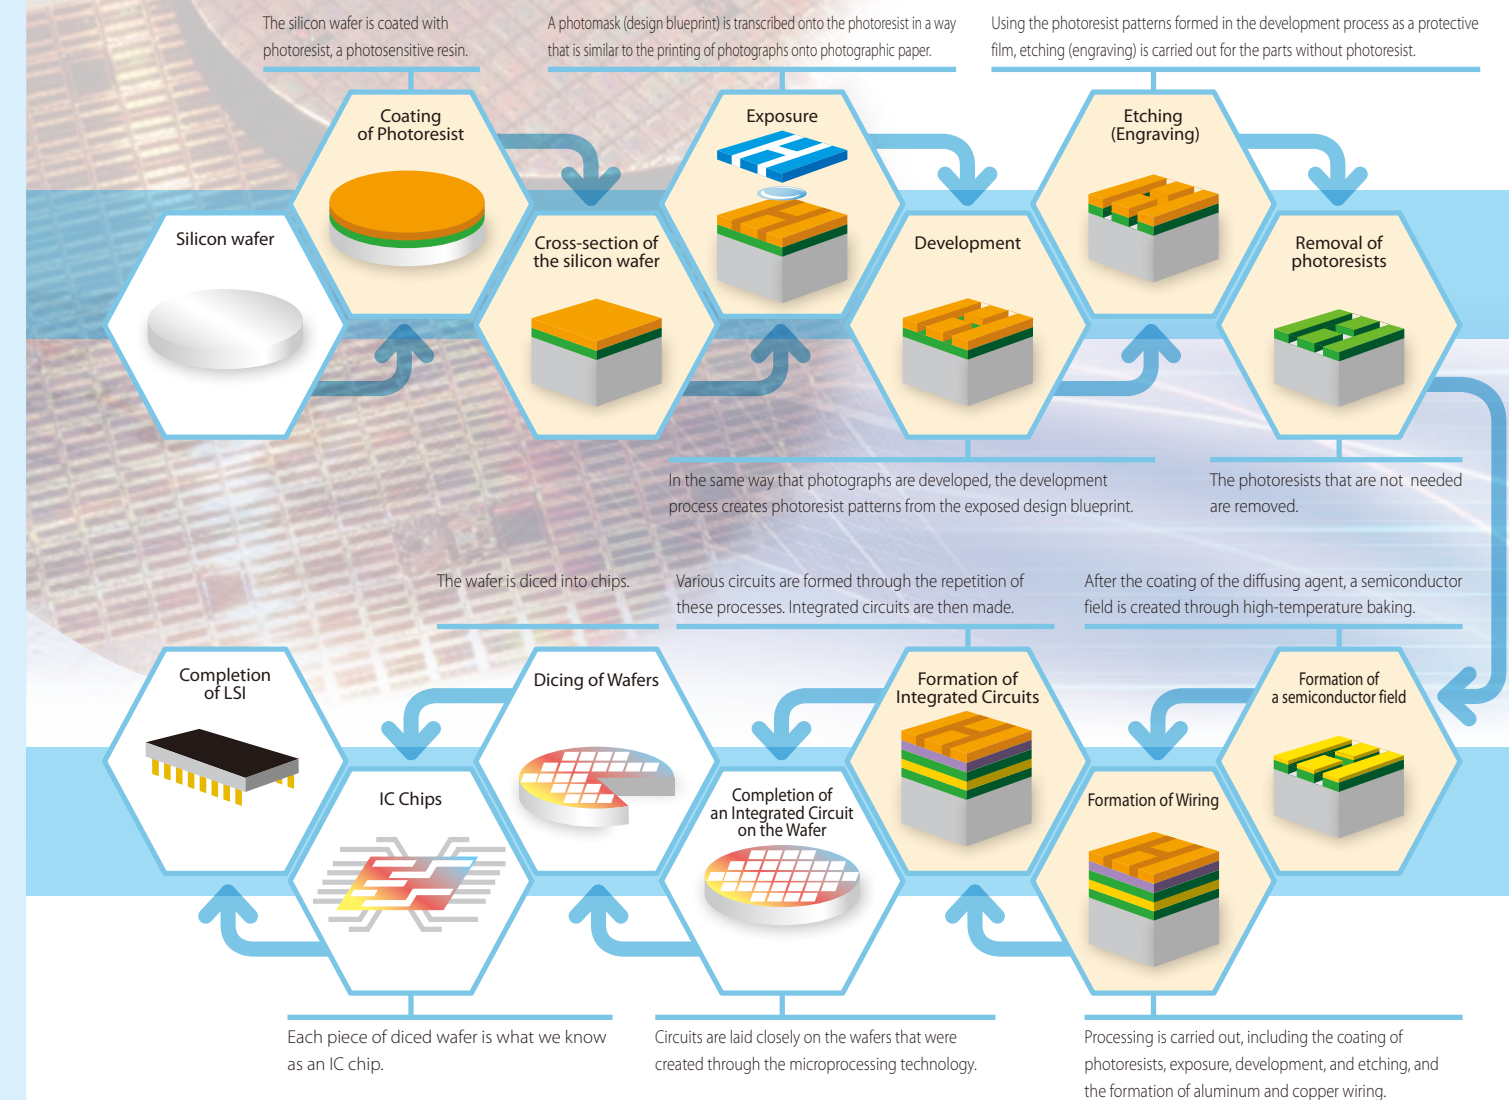 The silicon wafer is coated with
photoresist, a photosensitive resin.
A photomask (design blueprint) is transcribed onto the photoresist in a way
that is similar to the printing of photographs onto photographic paper.
Using the photoresist patterns formed in the development process as a protective
film, etching (engraving) is carried out for the parts without photoresist.
Silicon wafer
Coating
of Photoresist
Cross-section of
the silicon wafer
Exposure
Development
Etching
(Engraving)
Removal of
photoresists
In the same way that photographs are developed, the development
process creates photoresist patterns from the exposed design blueprint.
The photoresists that are not needed
are removed.
The wafer is diced into chips.
Various circuits are formed through the repetition of
these processes. Integrated circuits are then made.
After the coating of the diffusing agent, a semiconductor
field is created through high-temperature baking.
Completion
of LSI
IC Chips
Dicing of Wafers
Completion of
an Integrated Circuit
on the Wafer
Formation of
Integrated Circuits
Formation of Wiring
Formation of
a semiconductor field
Each piece of diced wafer is what we know
as an IC chip.
Circuits are laid closely on the wafers that were
created through the microprocessing technology.
Processing is carried out, including the coating of
photoresists, exposure, development, and etching, and
the formation of aluminum and copper wiring.